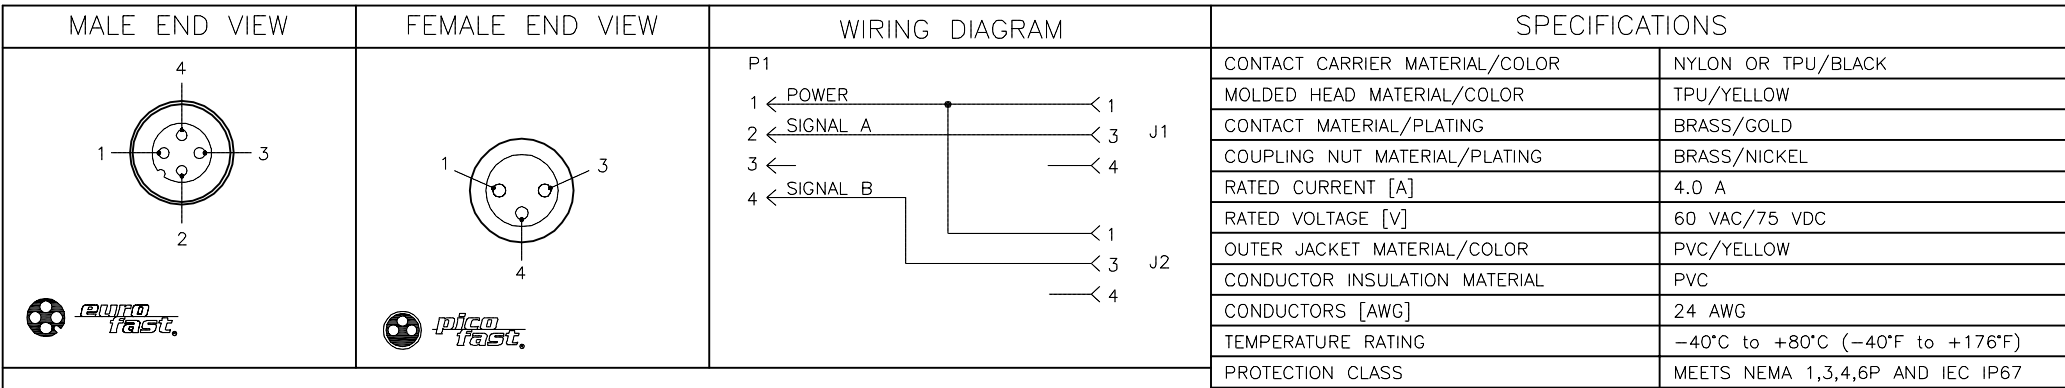 MALE END VIEW
4
1
3
2
euro
fast®
FEMALE END VIEW
1
3
4
pico
fast®
WIRING DIAGRAM
P1
1 POWER 1
2 SIGNAL A 3 J1
3 4
4 SIGNAL B
1
3 J2
4
SPECIFICATIONS
CONTACT CARRIER MATERIAL/COLOR NYLON OR TPU/BLACK
MOLDED HEAD MATERIAL/COLOR TPU/YELLOW
CONTACT MATERIAL/PLATING BRASS/GOLD
COUPLING NUT MATERIAL/PLATING BRASS/NICKEL
RATED CURRENT [A] 4.0 A
RATED VOLTAGE [V] 60 VAC/75 VDC
OUTER JACKET MATERIAL/COLOR PVC/YELLOW
CONDUCTOR INSULATION MATERIAL PVC
CONDUCTORS [AWG] 24 AWG
TEMPERATURE RATING -40°C to +80°C (-40°F to +176°F)
PROTECTION CLASS MEETS NEMA 1,3,4,6P AND IEC IP67